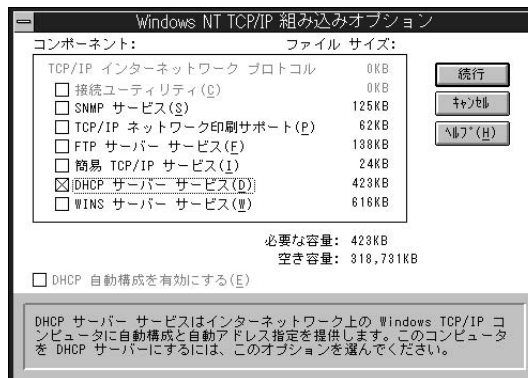 Windows NT TCP/IP 組み込みオプション
コンポーネント: ファイル サイズ:
TCP/IP インターネットワーク プロトコル 0KB
接続ユーティリティ(C) 0KB
SNMP サービス(S) 125KB
TCP/IP ネットワーク印刷サポート(P) 62KB
FTP サーバー サービス(F) 138KB
簡易 TCP/IP サービス(I) 24KB
DHCP サーバー サービス(D) 423KB
WINS サーバー サービス(W) 616KB
続行
キャンセル
ヘルプ(H)
必要な容量: 423KB
空き容量: 318,731KB
DHCP 自動構成を有効にする(E)
DHCP サーバー サービスはインターネットワーク上の Windows TCP/IP コ
ンピュータに自動構成と自動アドレス指定を提供します。このコンピュータ
を DHCP サーバーにするには、このオプションを選んでください。